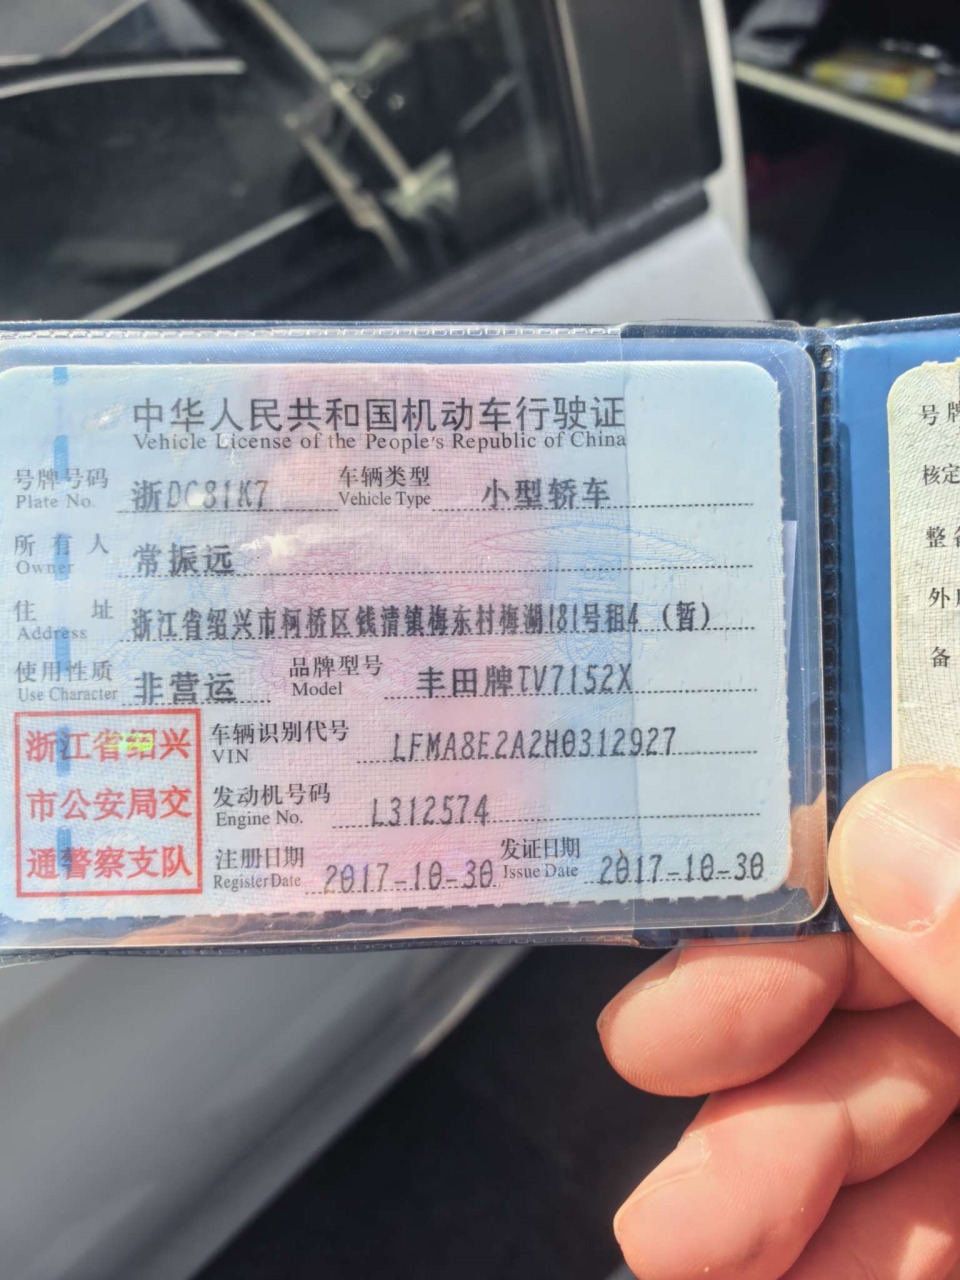 中华人民共和国机动车行驶证
Vehicle License of the People's Republic of China
号牌号码 浙DC81K7 车辆类型 小型轿车
Plate No. Vehicle Type
所有人 常振远
Owner
住址 浙江省绍兴市柯桥区钱清镇梅东村梅湖181号租4（暂）
Address
使用性质 非营运 品牌型号 丰田牌TV7152X
Use Character Model
浙江省绍兴
市公安局交
通警察支队
车辆识别代号 LFMA8E2A2H0312927
VIN
发动机号码 L312574
Engine No.
注册日期 2017-10-30 发证日期 2017-10-30
Register Date Issue Date
号牌
核定
整备
外
备